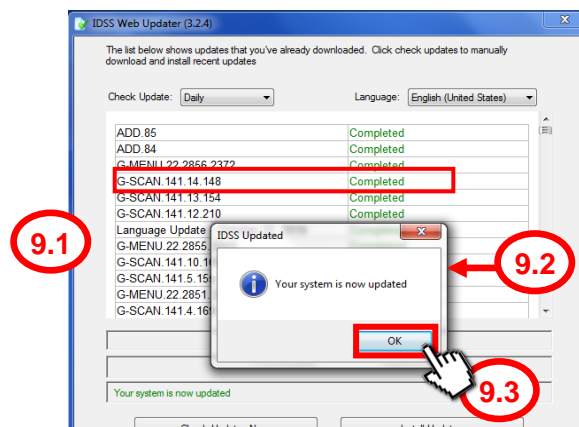 IDSS Web Updater (3.2.4)
The list below shows updates that you've already downloaded. Click check updates to manually
download and install recent updates
Check Update: Daily Language: English (United States)
ADD.85 Completed
ADD.84 Completed
G-MENU.22.2856.2372 Completed
G-SCAN.141.14.148 Completed
G-SCAN.141.13.154 Completed
G-SCAN.141.12.210 Completed
Language Update
IDSS Updated
G-MENU.22.2855.
G-SCAN.141.10.
9.1
9.2
Your system is now updated
G-SCAN.141.5.
G-MENU.22.2851.
G-SCAN.141.4.
OK
9.3
Your system is now updated